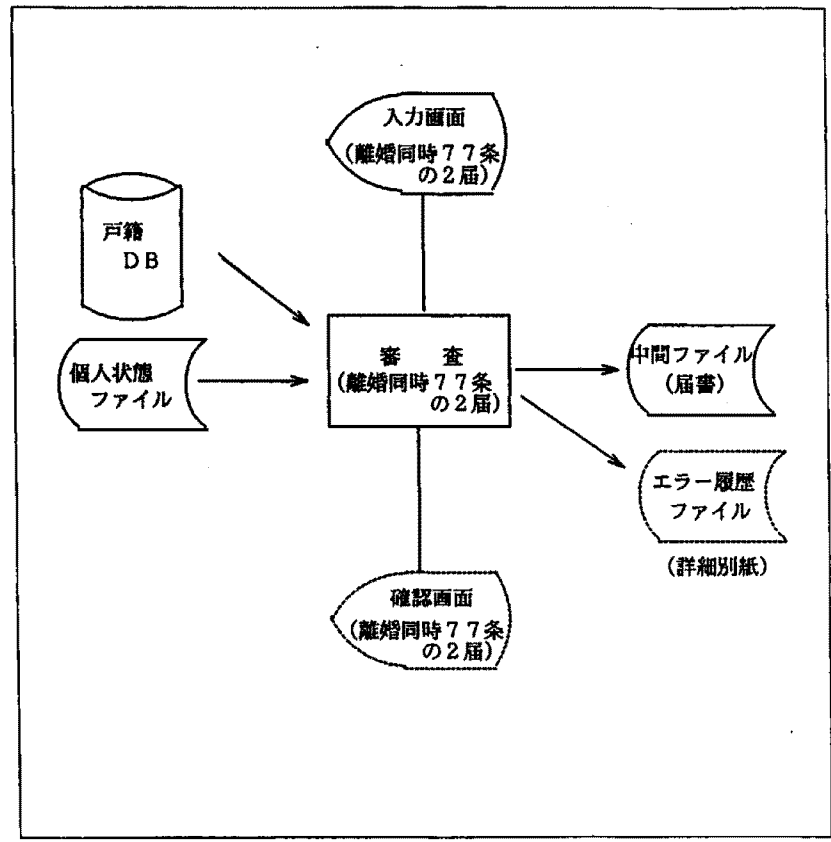 入力画面
(離婚同時７７条
の２届)
戸籍
ＤＢ
個人状態
ファイル
審　査
(離婚同時７７条
の２届)
中間ファイル
(届書)
エラー履歴
ファイル
(詳細別紙)
確認画面
(離婚同時７７条
の２届)